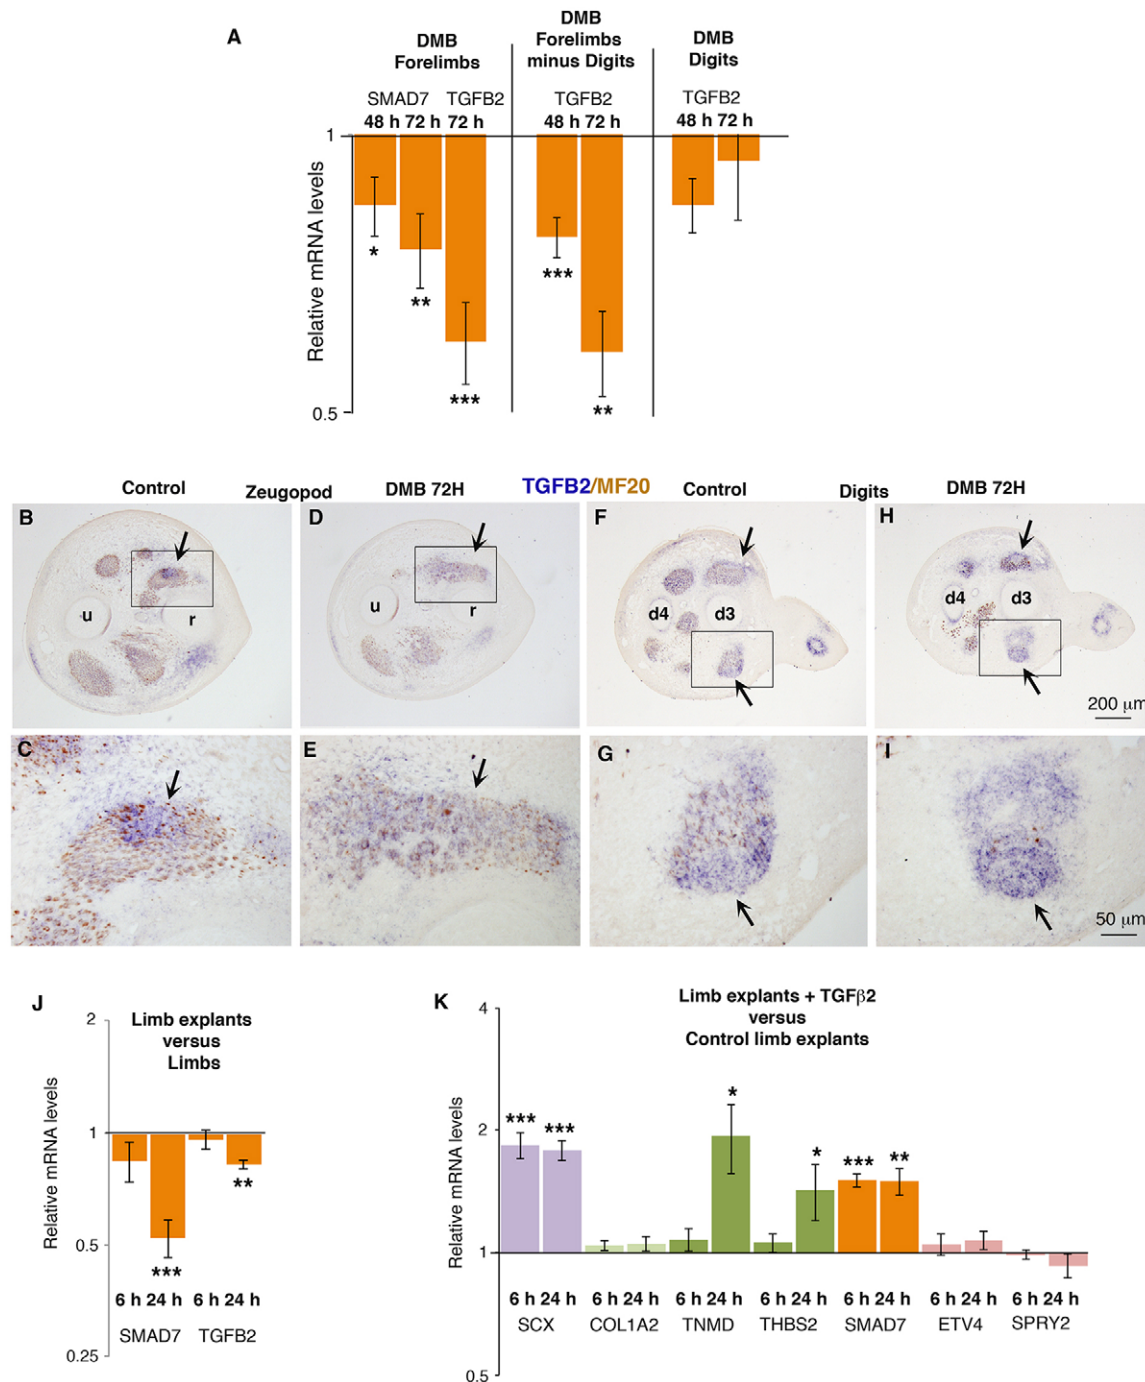 A
DMB
Forelimbs
DMB
Forelimbs
minus Digits
DMB
Digits
SMAD7 TGFB2
TGFB2
TGFB2
48 h 72 h 72 h
48 h 72 h
48 h 72 h
1
Relative mRNA levels
0.5
*
**
***
***
**
Control
Zeugopod
DMB 72H
TGFB2/MF20
Control
Digits
DMB 72H
B
u
r
D
u
r
F
d4
d3
H
d4
d3
200 µm
C
E
G
I
50 µm
J
Limb explants
versus
Limbs
2
1
0.5
0.25
Relative mRNA levels
***
**
6 h 24 h 6 h 24 h
SMAD7 TGFB2
K
Limb explants + TGFβ2
versus
Control limb explants
4
2
1
0.5
Relative mRNA levels
*** *** * * *** **
6 h 24 h 6 h 24 h 6 h 24 h 6 h 24 h 6 h 24 h 6 h 24 h 6 h 24 h
SCX COL1A2 TNMD THBS2 SMAD7 ETV4 SPRY2